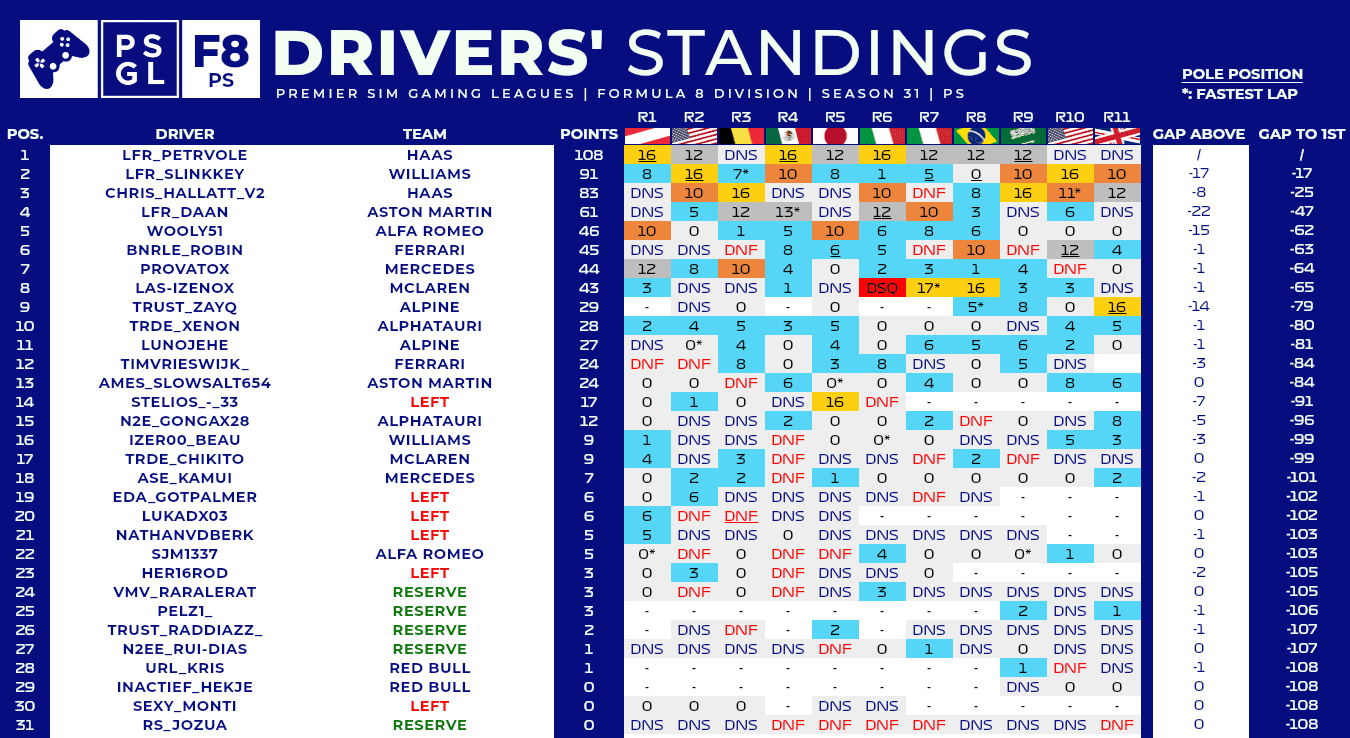 PS GL F8 PS DRIVERS' STANDINGS
PREMIER SIM GAMING LEAGUES | FORMULA 8 DIVISION | SEASON 31 | PS
POLE POSITION
*: FASTEST LAP
POS. DRIVER TEAM POINTS R1 R2 R3 R4 R5 R6 R7 R8 R9 R10 R11 GAP ABOVE GAP TO 1ST
1 LFR_PETRVOLE HAAS 108 16 12 DNS 16 12 16 12 12 12 DNS DNS / /
2 LFR_SLINKKEY WILLIAMS 91 8 16 7* 10 8 1 5 0 10 16 10 -17 -17
3 CHRIS_HALLATT_V2 HAAS 83 DNS 10 16 DNS DNS 10 DNF 8 16 11* 12 -8 -25
4 LFR_DAAN ASTON MARTIN 61 DNS 5 12 13* DNS 12 10 3 DNS 6 DNS -22 -47
5 WOOLY51 ALFA ROMEO 46 10 0 1 5 10 6 8 6 0 0 0 -15 -62
6 BNRLE_ROBIN FERRARI 45 DNS DNS DNF 8 6 5 DNF 10 DNF 12 4 -1 -63
7 PROVATOX MERCEDES 44 12 8 10 4 0 2 3 1 4 DNF 0 -1 -64
8 LAS-IZENOX MCLAREN 43 3 DNS DNS 1 DNS DSQ 17* 16 3 3 DNS -1 -65
9 TRUST_ZAYQ ALPINE 29 - DNS 0 - 0 - - 5* 8 0 16 -14 -79
10 TRDE_XENON ALPHATAURI 28 2 4 5 3 5 0 0 0 DNS 4 5 -1 -80
11 LUNOJEHE ALPINE 27 DNS 0* 4 0 4 0 6 5 6 2 0 -1 -81
12 TIMVRIESWIJK_ FERRARI 24 DNF DNF 8 0 3 8 DNS 0 5 DNS -3 -84
13 AMES_SLOWSALT654 ASTON MARTIN 24 0 0 DNF 6 0* 0 4 0 0 8 6 0 -84
14 STELIOS_-_33 LEFT 17 0 1 0 DNS 16 DNF - - - - - -7 -91
15 N2E_GONGAX28 ALPHATAURI 12 0 DNS DNS 2 0 0 2 DNF 0 DNS 8 -5 -96
16 IZER00_BEAU WILLIAMS 9 1 DNS DNS DNF 0 0* 0 DNS DNS 5 3 -3 -99
17 TRDE_CHIKITO MCLAREN 9 4 DNS 3 DNF DNS DNS DNF 2 DNF DNS DNS 0 -99
18 ASE_KAMUI MERCEDES 7 0 2 2 DNF 1 0 0 0 0 0 2 -2 -101
19 EDA_GOTPALMER LEFT 6 0 6 DNS DNS DNS DNS DNF DNS - - - -1 -102
20 LUKADX03 LEFT 6 6 DNF DNF DNS DNS - - - - - - 0 -102
21 NATHANVDBERK LEFT 5 5 DNS DNS 0 DNS DNS DNS DNS DNS - - -1 -103
22 SJM1337 ALFA ROMEO 5 0* DNF 0 DNF DNF 4 0 0 0* 1 0 0 -103
23 HER16ROD LEFT 3 0 3 0 DNF DNS DNS 0 - - - - -2 -105
24 VMV_RARALERAT RESERVE 3 0 DNF 0 DNF DNS 3 DNS DNS DNS DNS DNS 0 -105
25 PELZ1_ RESERVE 3 - - - - - - - - 2 DNS 1 -1 -106
26 TRUST_RADDIAZZ_ RESERVE 2 - DNS DNF - 2 - DNS DNS DNS DNS DNS -1 -107
27 N2EE_RUI-DIAS RESERVE 1 DNS DNS DNS DNS DNF 0 1 DNS 0 DNS DNS 0 -107
28 URL_KRIS RED BULL 1 - - - - - - - - 1 DNF DNS -1 -108
29 INACTIEF_HEKJE RED BULL 0 - - - - - - - - DNS 0 0 0 -108
30 SEXY_MONTI LEFT 0 0 0 0 - DNS DNS - - - - - 0 -108
31 RS_JOZUA RESERVE 0 DNS DNS DNS DNF DNF DNF DNF DNS DNS DNS DNF 0 -108